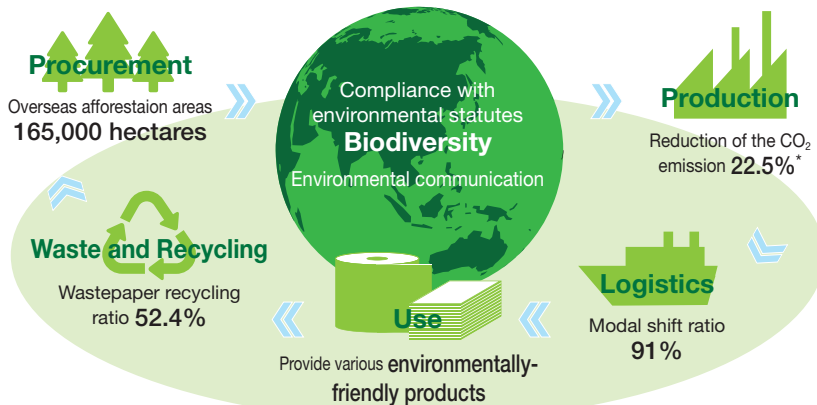 Procurement
Overseas afforestaion areas
165,000 hectares
Compliance with
environmental statutes
Biodiversity
Environmental communication
Production
Reduction of the CO₂
emission 22.5%*
Waste and Recycling
Wastepaper recycling
ratio 52.4%
Use
Provide various environmentally-
friendly products
Logistics
Modal shift ratio
91%